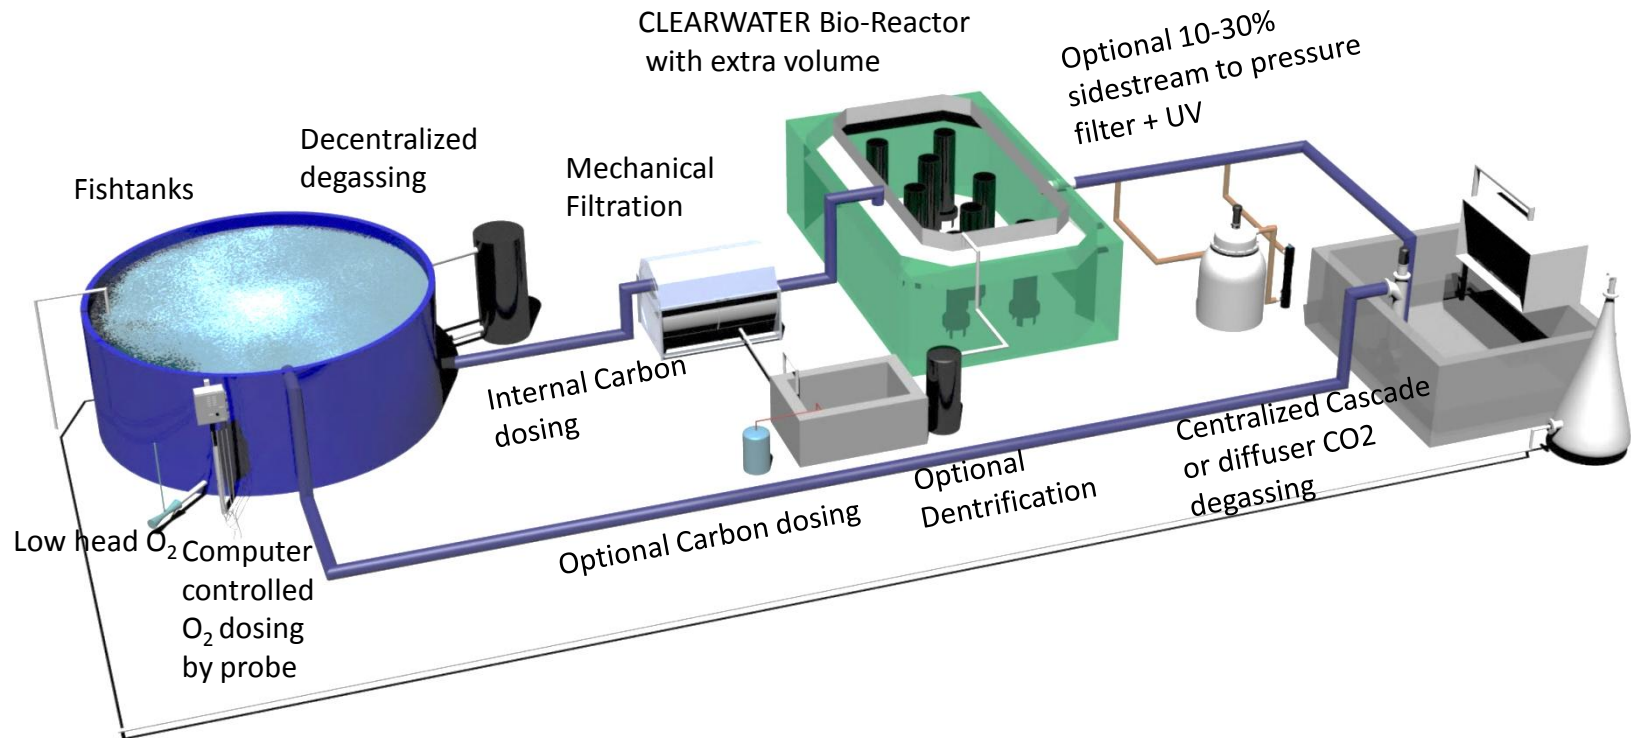 CLEARWATER Bio-Reactor
with extra volume
Optional 10-30%
sidestream to pressure
filter + UV
Decentralized
degassing
Mechanical
Filtration
Fishtanks
Internal Carbon
dosing
Centralized Cascade
or diffuser CO2
degassing
Optional
Dentrification
Optional Carbon dosing
Low head O₂
Computer
controlled
O₂ dosing
by probe